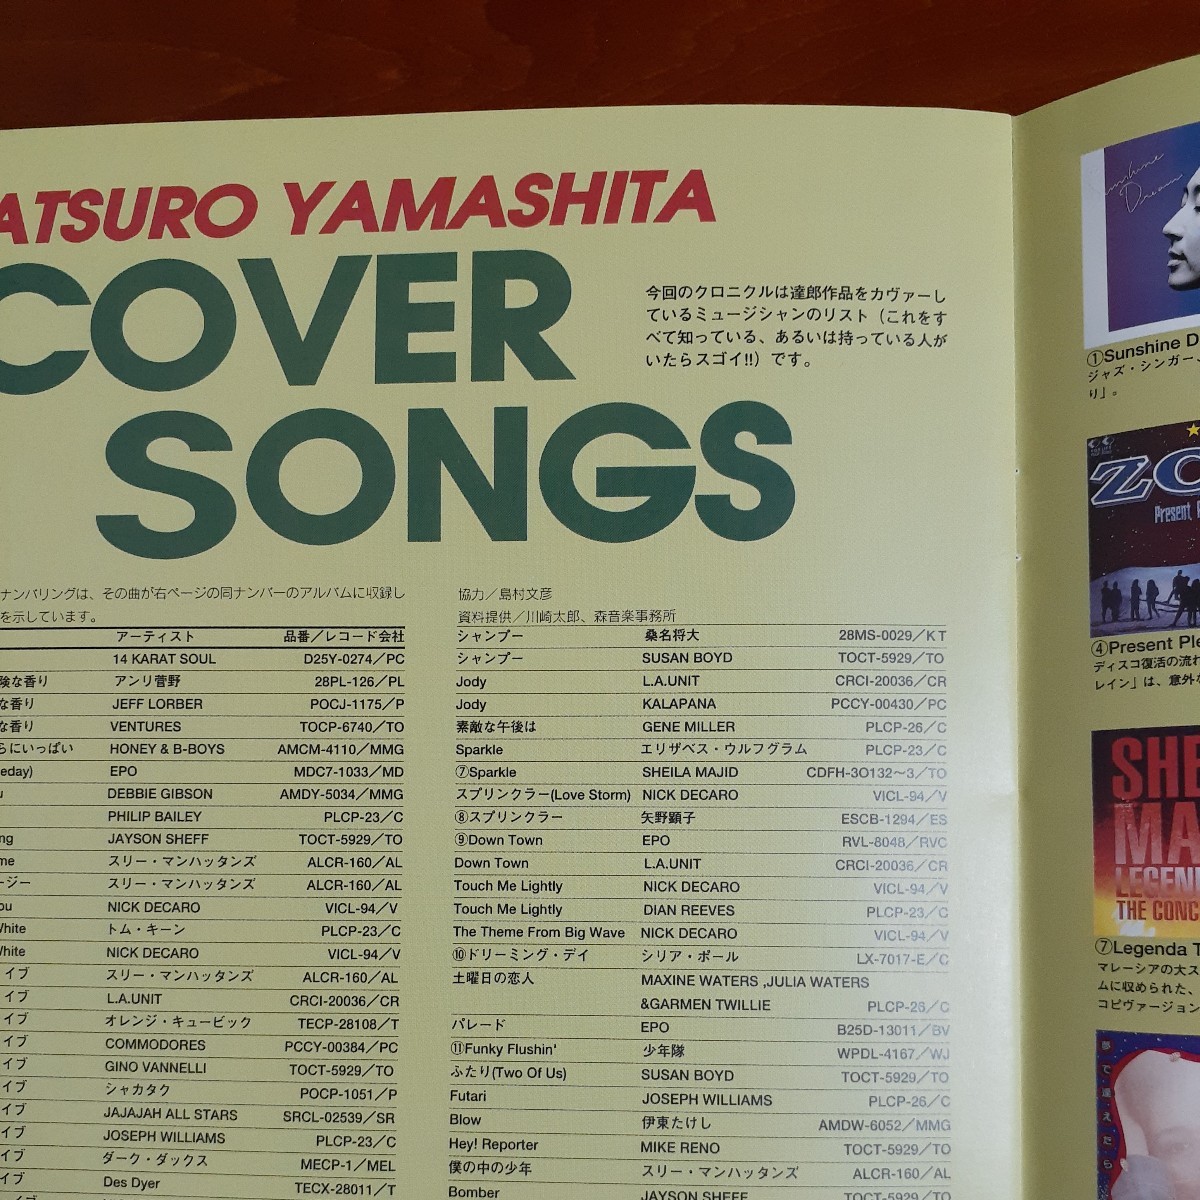 ATSURO YAMASHITA
COVER
SONGS
今回のクロニクルは達郎作品をカヴァーし
ているミュージシャンのリスト（これをす
べて知っている、あるいは持っている人が
いたらスゴイ!!）です。
ナンバリングは、その曲が右ページの同ナンバーのアルバムに収録し
を示しています。
アーティスト 品番／レコード会社
14 KARAT SOUL D25Y-0274／PC
険な香り アンリ菅野 28PL-126／PL
な香り JEFF LORBER POCJ-1175／P
な香り VENTURES TOCP-6740／TO
らにいっぱい HONEY & B-BOYS AMCM-4110／MMG
eday) EPO MDC7-1033／MD
u DEBBIE GIBSON AMDY-5034／MMG
PHILIP BAILEY PLCP-23／C
ng JAYSON SHEFF TOCT-5929／TO
me スリー・マンハッタンズ ALCR-160／AL
ージー スリー・マンハッタンズ ALCR-160／AL
ou NICK DECARO VICL-94／V
White トム・キーン PLCP-23／C
White NICK DECARO VICL-94／V
イブ スリー・マンハッタンズ ALCR-160／AL
イブ L.A.UNIT CRCI-20036／CR
イブ オレンジ・キュービック TECP-28108／T
イブ COMMODORES PCCY-00384／PC
イブ GINO VANNELLI TOCT-5929／TO
イブ シャカタク POCP-1051／P
イブ JAJAJAH ALL STARS SRCL-02539／SR
イブ JOSEPH WILLIAMS PLCP-23／C
イブ ダーク・ダックス MECP-1／MEL
イブ Des Dyer TECX-28011／T
協力／島村文彦
資料提供／川崎太郎、森音楽事務所
シャンプー 桑名将大 28MS-0029／KT
シャンプー SUSAN BOYD TOCT-5929／TO
Jody L.A.UNIT CRCI-20036／CR
Jody KALAPANA PCCY-00430／PC
素敵な午後は GENE MILLER PLCP-26／C
Sparkle エリザベス・ウルフグラム PLCP-23／C
⑦Sparkle SHEILA MAJID CDFH-3O132〜3／TO
スプリンクラー(Love Storm) NICK DECARO VICL-94／V
⑧スプリンクラー 矢野顕子 ESCB-1294／ES
⑨Down Town EPO RVL-8048／RVC
Down Town L.A.UNIT CRCI-20036／CR
Touch Me Lightly NICK DECARO VICL-94／V
Touch Me Lightly DIAN REEVES PLCP-23／C
The Theme From Big Wave NICK DECARO VICL-94／V
⑩ドリーミング・デイ シリア・ポール LX-7017-E／C
土曜日の恋人 MAXINE WATERS ,JULIA WATERS
&GARMEN TWILLIE PLCP-26／C
パレード EPO B25D-13011／BV
⑪Funky Flushin' 少年隊 WPDL-4167／WJ
ふたり(Two Of Us) SUSAN BOYD TOCT-5929／TO
Futari JOSEPH WILLIAMS PLCP-26／C
Blow 伊東たけし AMDW-6052／MMG
Hey! Reporter MIKE RENO TOCT-5929／TO
僕の中の少年 スリー・マンハッタンズ ALCR-160／AL
Bomber JAYSON SHEFF TOCT-5929／TO
Sunshine
Dream
①Sunshine D
ジャズ・シンガー、
り」。
ZO
Present P
④Present Ple
ディスコ復活の流れ
レイン」は、意外な
SHE
MA
LEGEN
THE CONC
⑦Legenda T
マレーシアの大ス
ムに収められた、
コピヴァージョン
夢で逢えたら